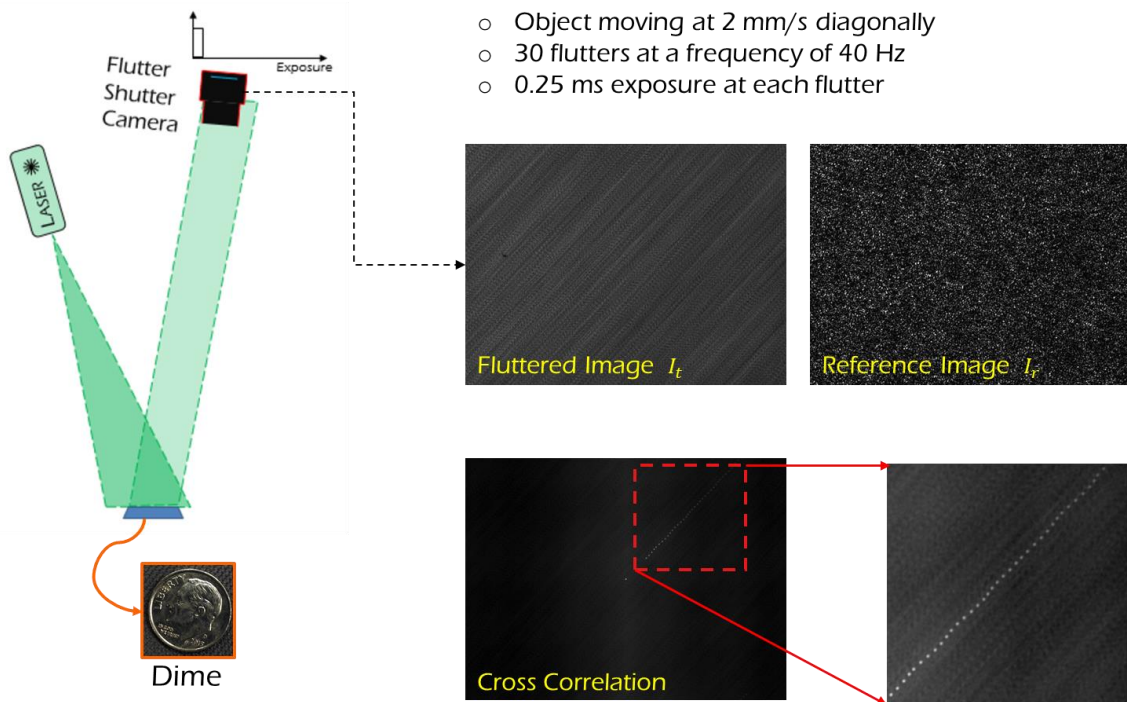 o Object moving at 2 mm/s diagonally
o 30 flutters at a frequency of 40 Hz
o 0.25 ms exposure at each flutter
Exposure
Flutter
Shutter
Camera
LASER
Fluttered Image I_t
Reference Image I_r
LIBERTY
Dime
Cross Correlation